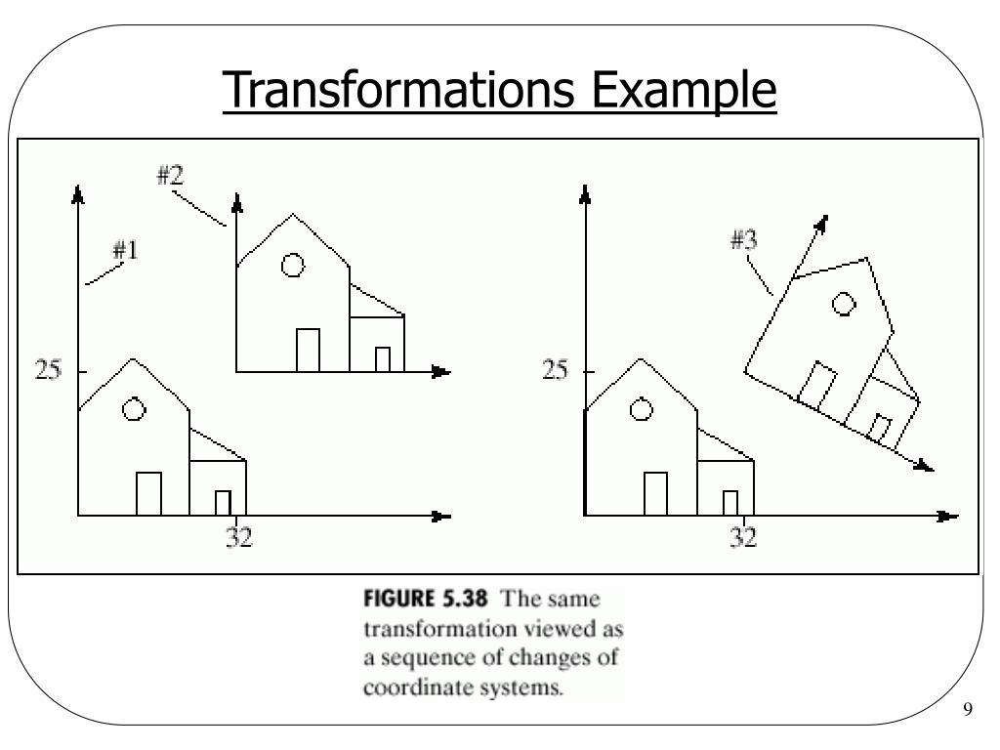 Transformations Example
#2
#1
25
32
#3
25
32
FIGURE 5.38 The same
transformation viewed as
a sequence of changes of
coordinate systems.
9